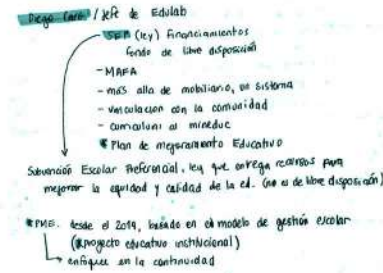 Diego Caro / Jefe de Edulab
SEP (ley) Financiamientos
fondo de libre disposición
- MAFA
- más alla de mobiliario, un sistema
- vinculacion con la comunidad
- curriculum al mineduc
* Plan de mejoramiento Educativo
Subvención Escolar Preferencial, ley que entrega recursos para
mejorar la equidad y calidad de la ed. (no es de libre disposición)
* PME. desde el 2014, basado en el modelo de gestión escolar
(* proyecto educativo institucional)
enfoque en la continuidad